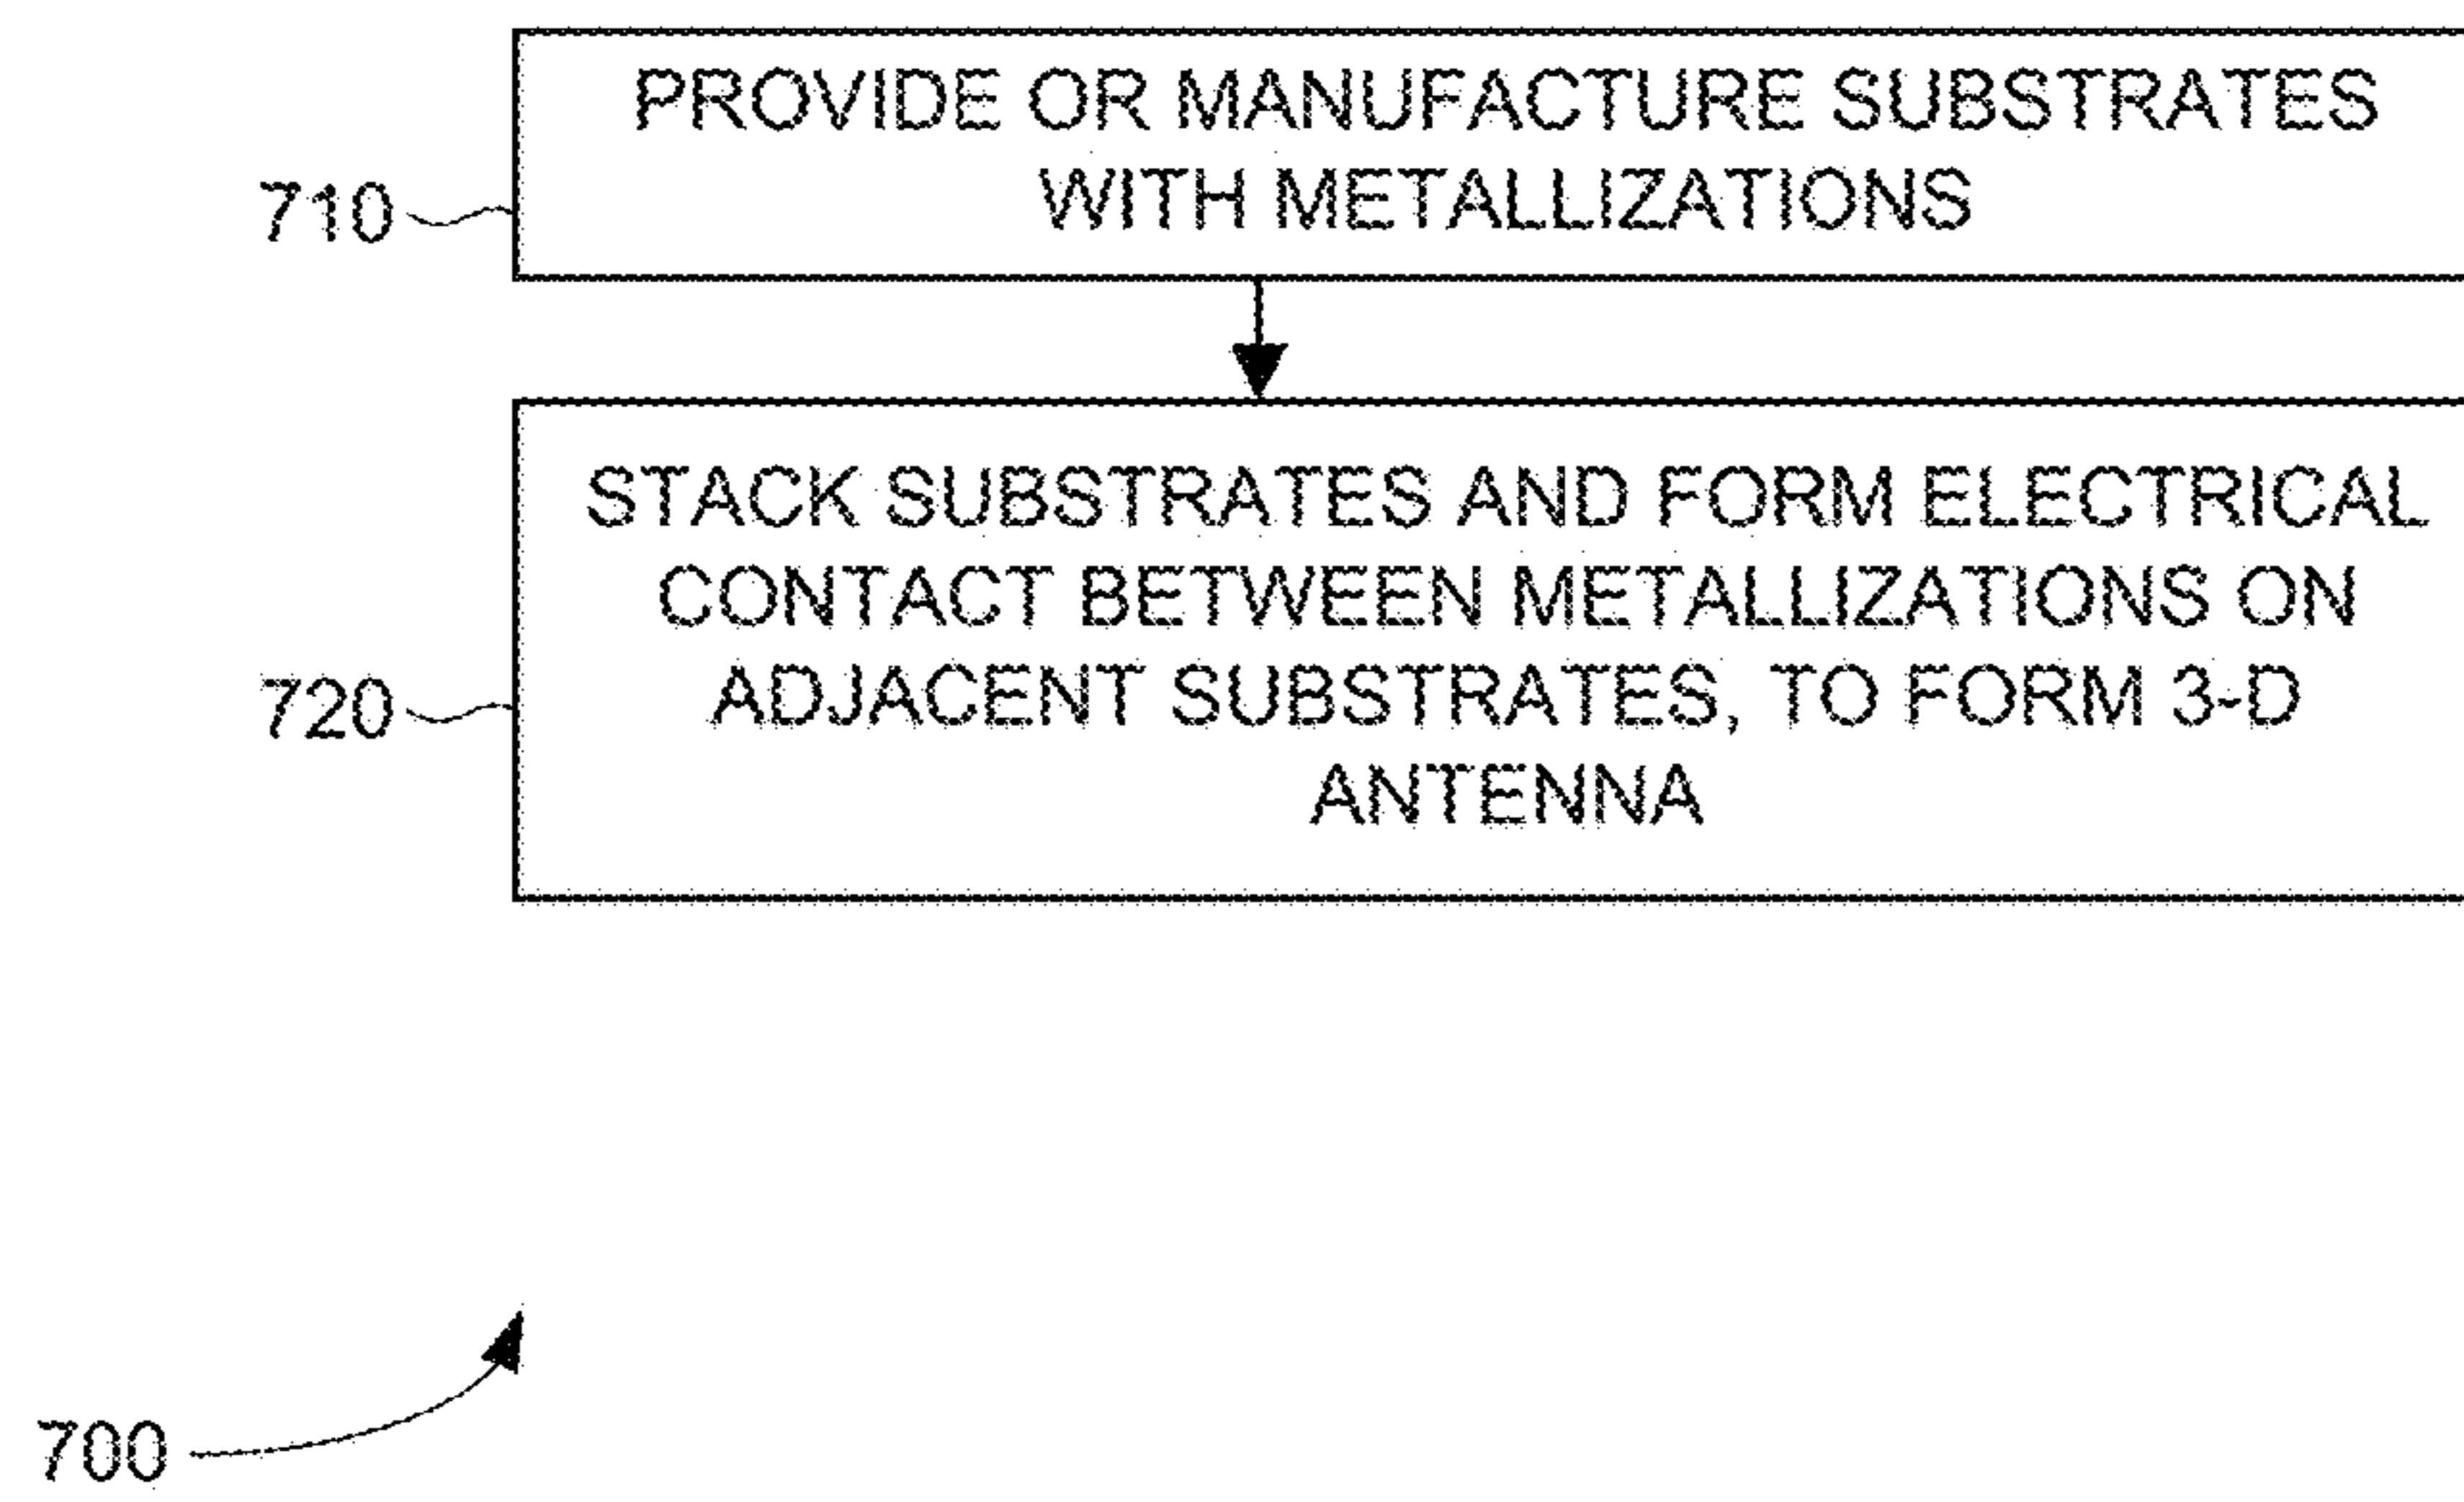 PROVIDE OR MANUFACTURE SUBSTRATES
WITH METALLIZATIONS
710
STACK SUBSTRATES AND FORM ELECTRICAL
CONTACT BETWEEN METALLIZATIONS ON
ADJACENT SUBSTRATES, TO FORM 3-D
ANTENNA
720
700